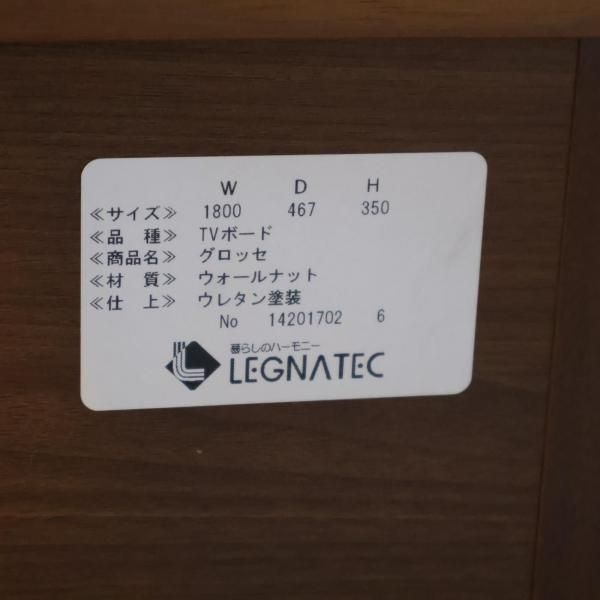 W D H
≪サイズ≫ 1800 467 350
≪品 種≫ TVボード
≪商品名≫ グロッセ
≪材 質≫ ウォールナット
≪仕 上≫ ウレタン塗装
No 14201702 6
暮らしのハーモニー
LEGNATEC